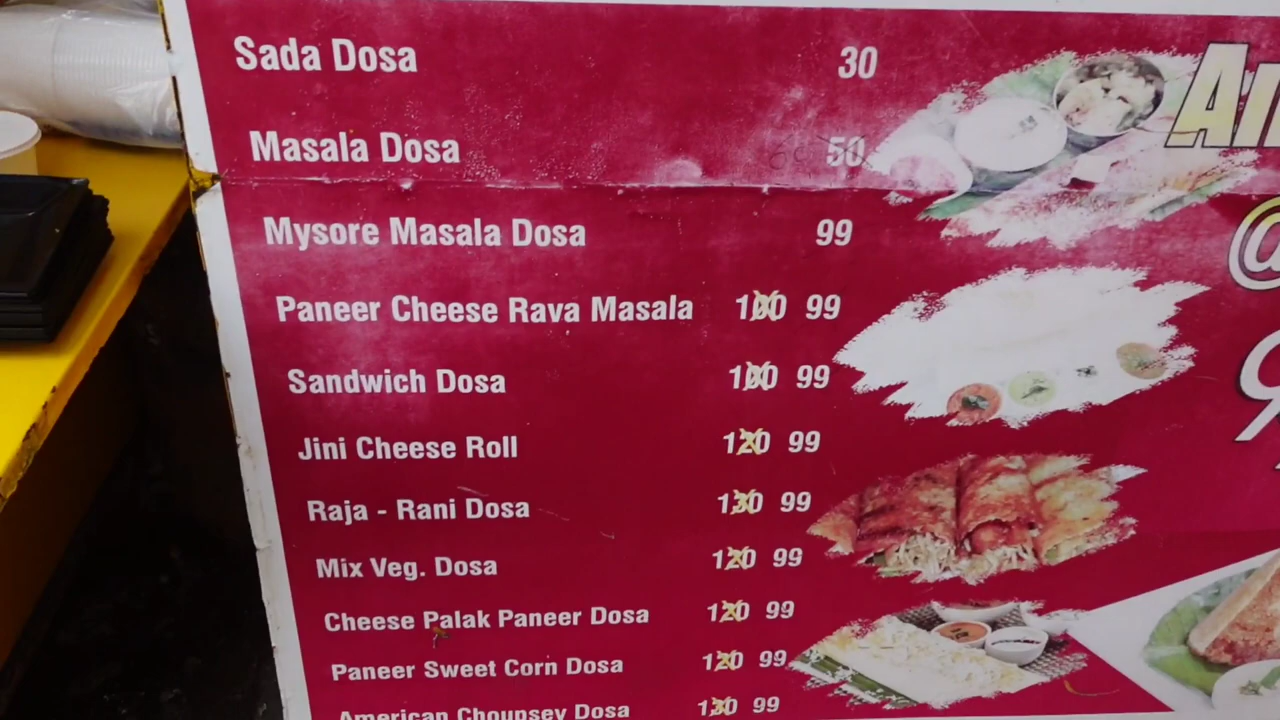 Sada Dosa 30
Masala Dosa 50
Mysore Masala Dosa 99
Paneer Cheese Rava Masala 100 99
Sandwich Dosa 100 99
Jini Cheese Roll 120 99
Raja - Rani Dosa 130 99
Mix Veg. Dosa 120 99
Cheese Palak Paneer Dosa 120 99
Paneer Sweet Corn Dosa 120 99
American Choupsey Dosa 130 99
@